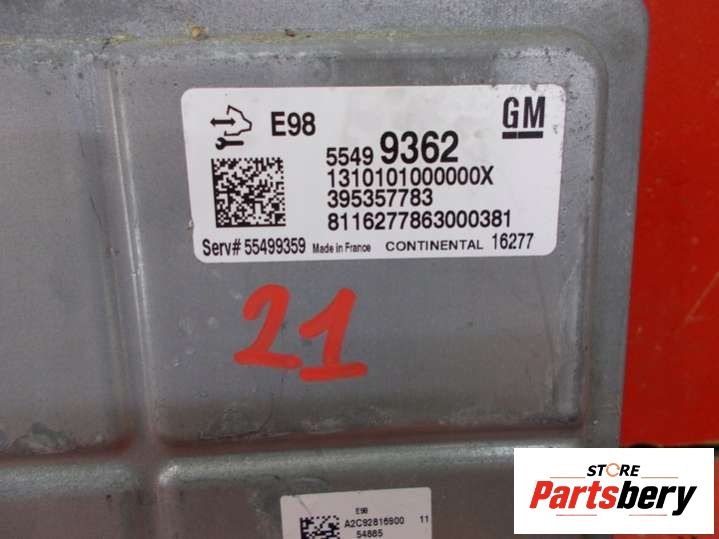 E98
GM
5549 9362
1310101000000X
395357783
8116277863000381
Serv# 55499359 Made in France CONTINENTAL 16277
21
E98
A2C92816900 11
54885
STORE
Partsbery